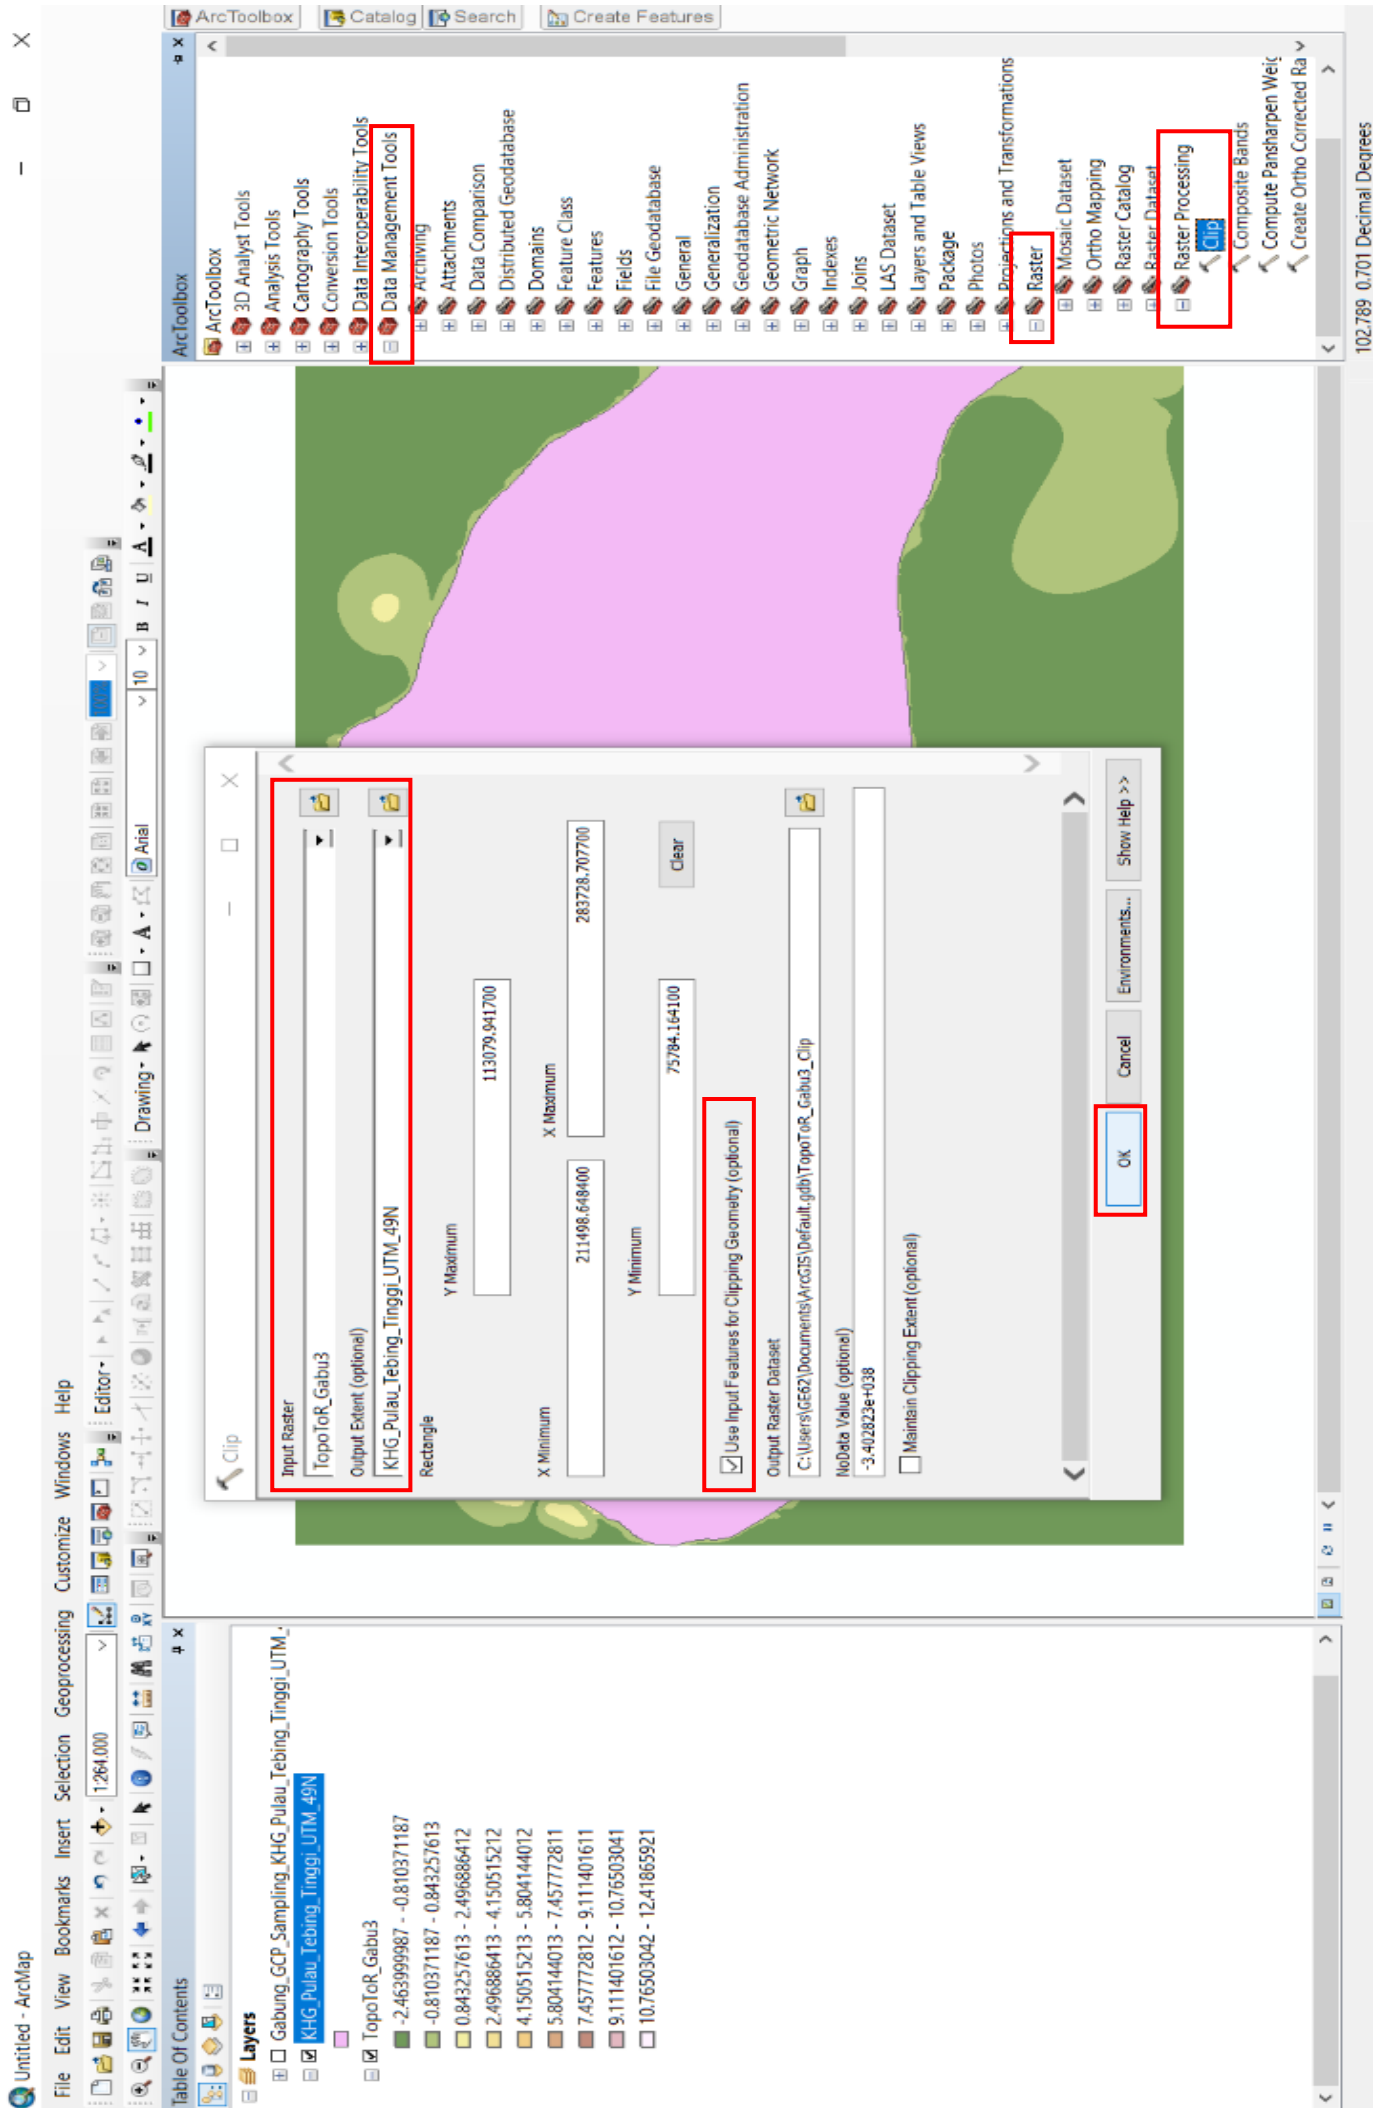 Untitled - ArcMap
File Edit View Bookmarks Insert Selection Geoprocessing Customize Windows Help
1:264.000
Editor
100%
Drawing
Arial
10
B I U A
Table Of Contents
Layers
Gabung_GCP_Sampling_KHG_Pulau_Tebing_Tinggi_UTM_
KHG_Pulau_Tebing_Tinggi_UTM_49N
TopoToR_Gabu3
-2.463999987 - -0.810371187
-0.810371187 - 0.843257613
0.843257613 - 2.496886412
2.496886413 - 4.150515212
4.150515213 - 5.804144012
5.804144013 - 7.457772811
7.457772812 - 9.111401611
9.111401612 - 10.76503041
10.76503042 - 12.41865921
Clip
Input Raster
TopoToR_Gabu3
Output Extent (optional)
KHG_Pulau_Tebing_Tinggi_UTM_49N
Rectangle
Y Maximum
113079.941700
X Minimum
X Maximum
211498.648400
283728.707700
Y Minimum
75784.164100
Clear
Use Input Features for Clipping Geometry (optional)
Output Raster Dataset
C:\Users\GE62\Documents\ArcGIS\Default.gdb\TopoToR_Gabu3_Clip
NoData Value (optional)
-3.402823e+038
Maintain Clipping Extent (optional)
OK
Cancel
Environments...
Show Help >>
ArcToolbox
ArcToolbox
3D Analyst Tools
Analysis Tools
Cartography Tools
Conversion Tools
Data Interoperability Tools
Data Management Tools
Archiving
Attachments
Data Comparison
Distributed Geodatabase
Domains
Feature Class
Features
Fields
File Geodatabase
General
Generalization
Geodatabase Administration
Geometric Network
Graph
Indexes
Joins
LAS Dataset
Layers and Table Views
Package
Photos
Projections and Transformations
Raster
Mosaic Dataset
Ortho Mapping
Raster Catalog
Raster Dataset
Raster Processing
Clip
Composite Bands
Compute Pansharpen Weig
Create Ortho Corrected Ra
ArcToolbox
Catalog
Search
Create Features
102.789 0.701 Decimal Degrees